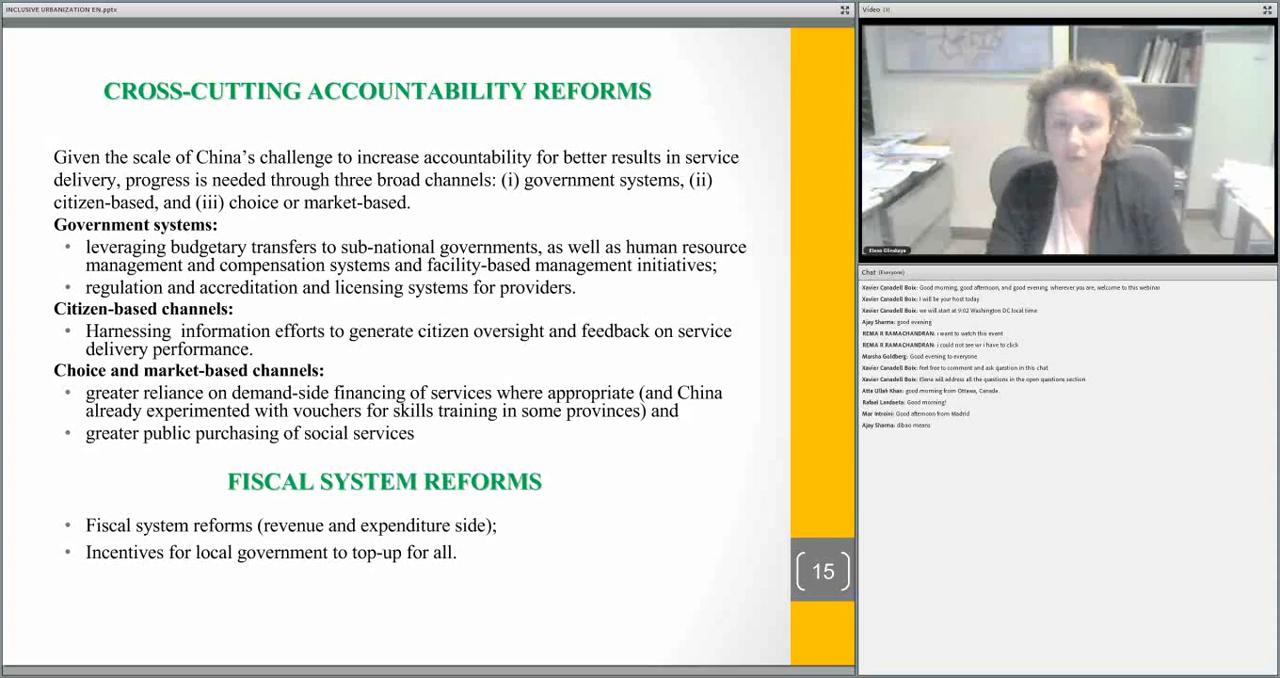 INCLUSIVE URBANIZATION EN.pptx
CROSS-CUTTING ACCOUNTABILITY REFORMS
Given the scale of China's challenge to increase accountability for better results in service
delivery, progress is needed through three broad channels: (i) government systems, (ii)
citizen-based, and (iii) choice or market-based.
Government systems:
• leveraging budgetary transfers to sub-national governments, as well as human resource
management and compensation systems and facility-based management initiatives;
• regulation and accreditation and licensing systems for providers.
Citizen-based channels:
• Harnessing information efforts to generate citizen oversight and feedback on service
delivery performance.
Choice and market-based channels:
• greater reliance on demand-side financing of services where appropriate (and China
already experimented with vouchers for skills training in some provinces) and
• greater public purchasing of social services
FISCAL SYSTEM REFORMS
• Fiscal system reforms (revenue and expenditure side);
• Incentives for local government to top-up for all.
15
Video (3)
Elena Glinskaya
Chat (Everyone)
Xavier Canadell Boix: Good morning, good afternoon, and good evening, wherever you are, welcome to this webinar
Xavier Canadell Boix: I will be your host today
Xavier Canadell Boix: we will start at 9:02 Washington DC local time
Ajay Sharma: good evening
REMA R RAMACHANDRAN: i want to watch this event
REMA R RAMACHANDRAN: i could not see wr i have to click
Marsha Goldberg: Good evening to everyone
Xavier Canadell Boix: feel free to comment and ask question in this chat
Xavier Canadell Boix: Elena will address all the questions in the open questions section
Atta Ullah Khan: good morning from Ottawa, Canada.
Rafael Landaeta: Good morning!
Mar Introini: Good afternoon from Madrid
Ajay Sharma: dibao means